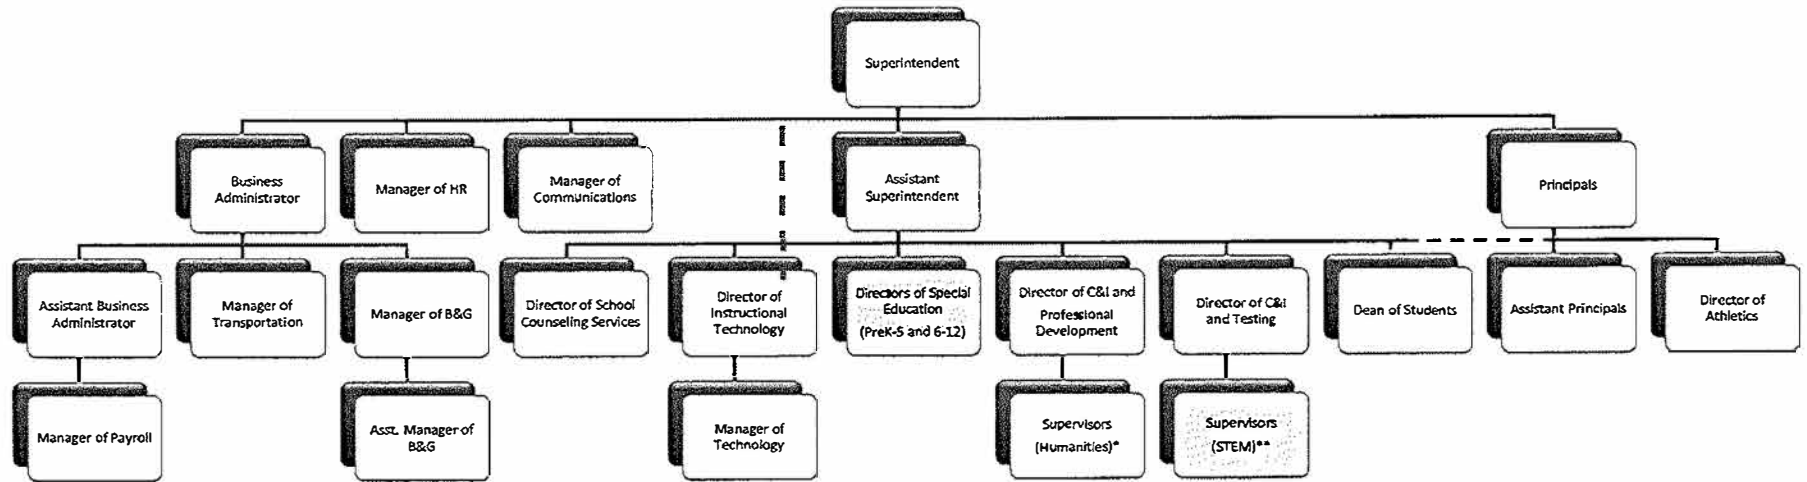 Superintendent
Business
Administrator
Manager of HR
Manager of
Communications
Assistant
Superintendent
Principals
Assistant Business
Administrator
Manager of
Transportation
Manager of B&G
Director of School
Counseling Services
Director of
Instructional
Technology
Directors of Special
Education
(PreK-5 and 6-12)
Director of C&I and
Professional
Development
Director of C&I
and Testing
Dean of Students
Assistant Principals
Director of
Athletics
Manager of Payroll
Asst. Manager of
B&G
Manager of
Technology
Supervisors
(Humanities)*
Supervisors
(STEM)**